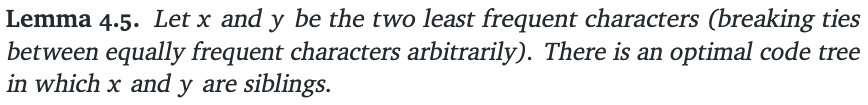 Lemma 4.5. Let x and y be the two least frequent characters (breaking ties
between equally frequent characters arbitrarily). There is an optimal code tree
in which x and y are siblings.